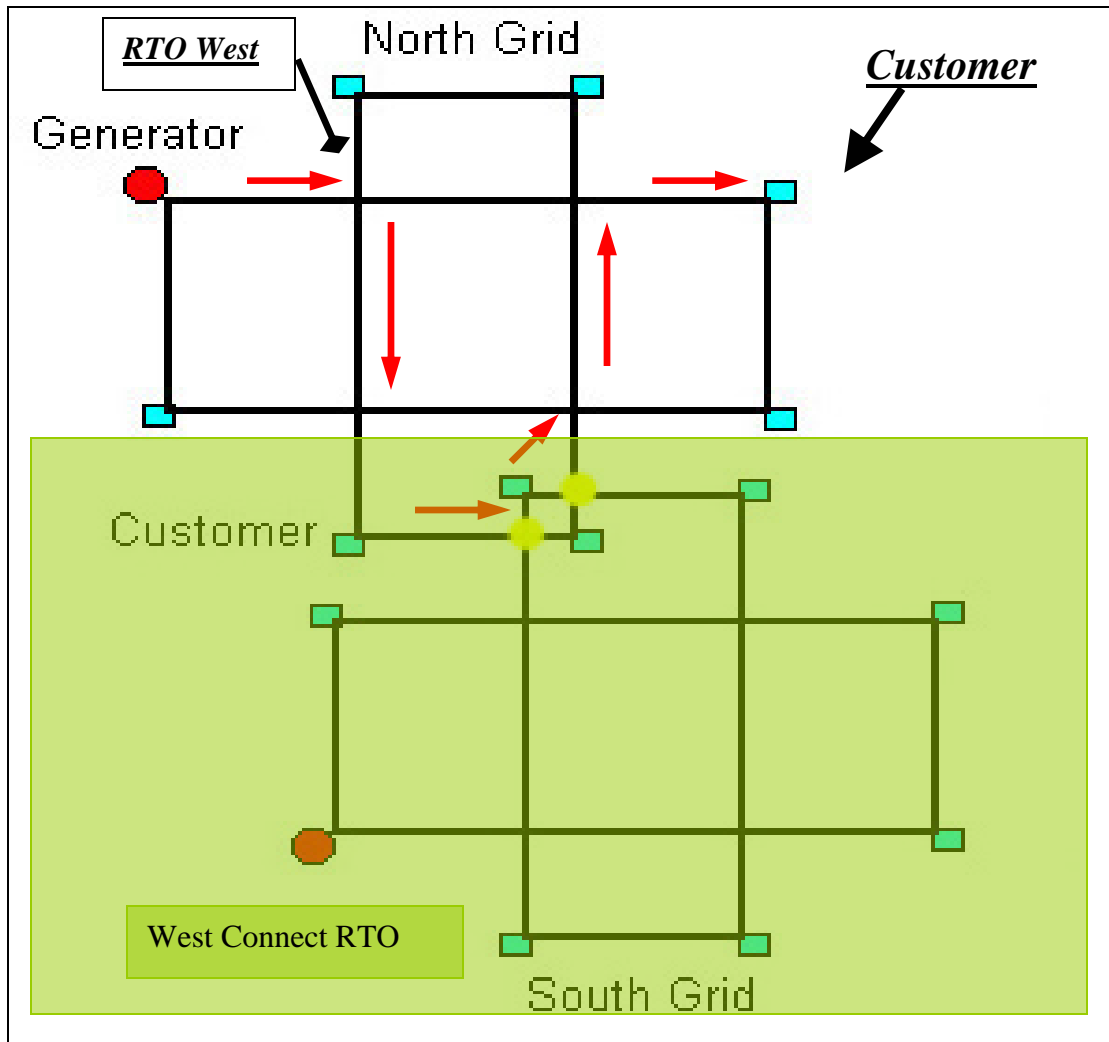 North Grid
RTO West
Customer
Generator
Customer
West Connect RTO
South Grid